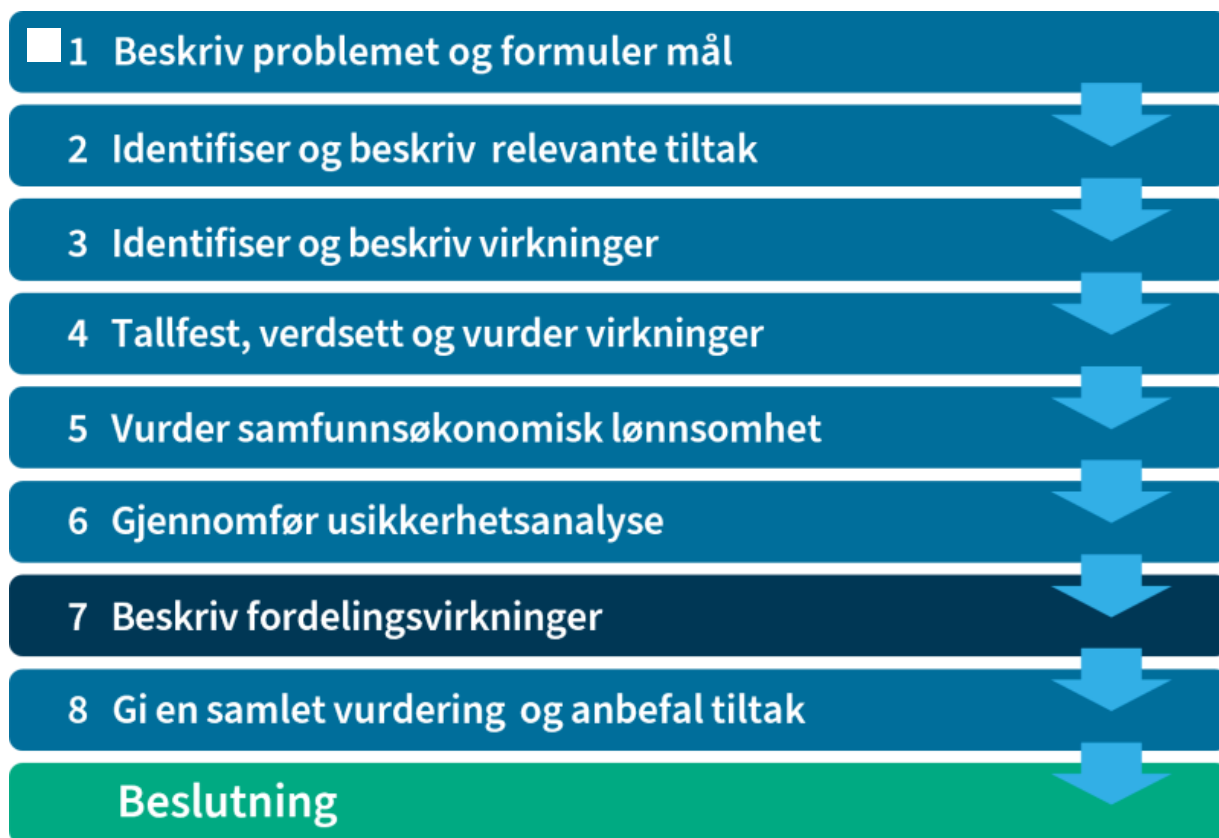 1 Beskriv problemet og formuler mål
2 Identifiser og beskriv relevante tiltak
3 Identifiser og beskriv virkninger
4 Tallfest, verdsett og vurder virkninger
5 Vurder samfunnsøkonomisk lønnsomhet
6 Gjennomfør usikkerhetsanalyse
7 Beskriv fordelingsvirkninger
8 Gi en samlet vurdering og anbefal tiltak
Beslutning